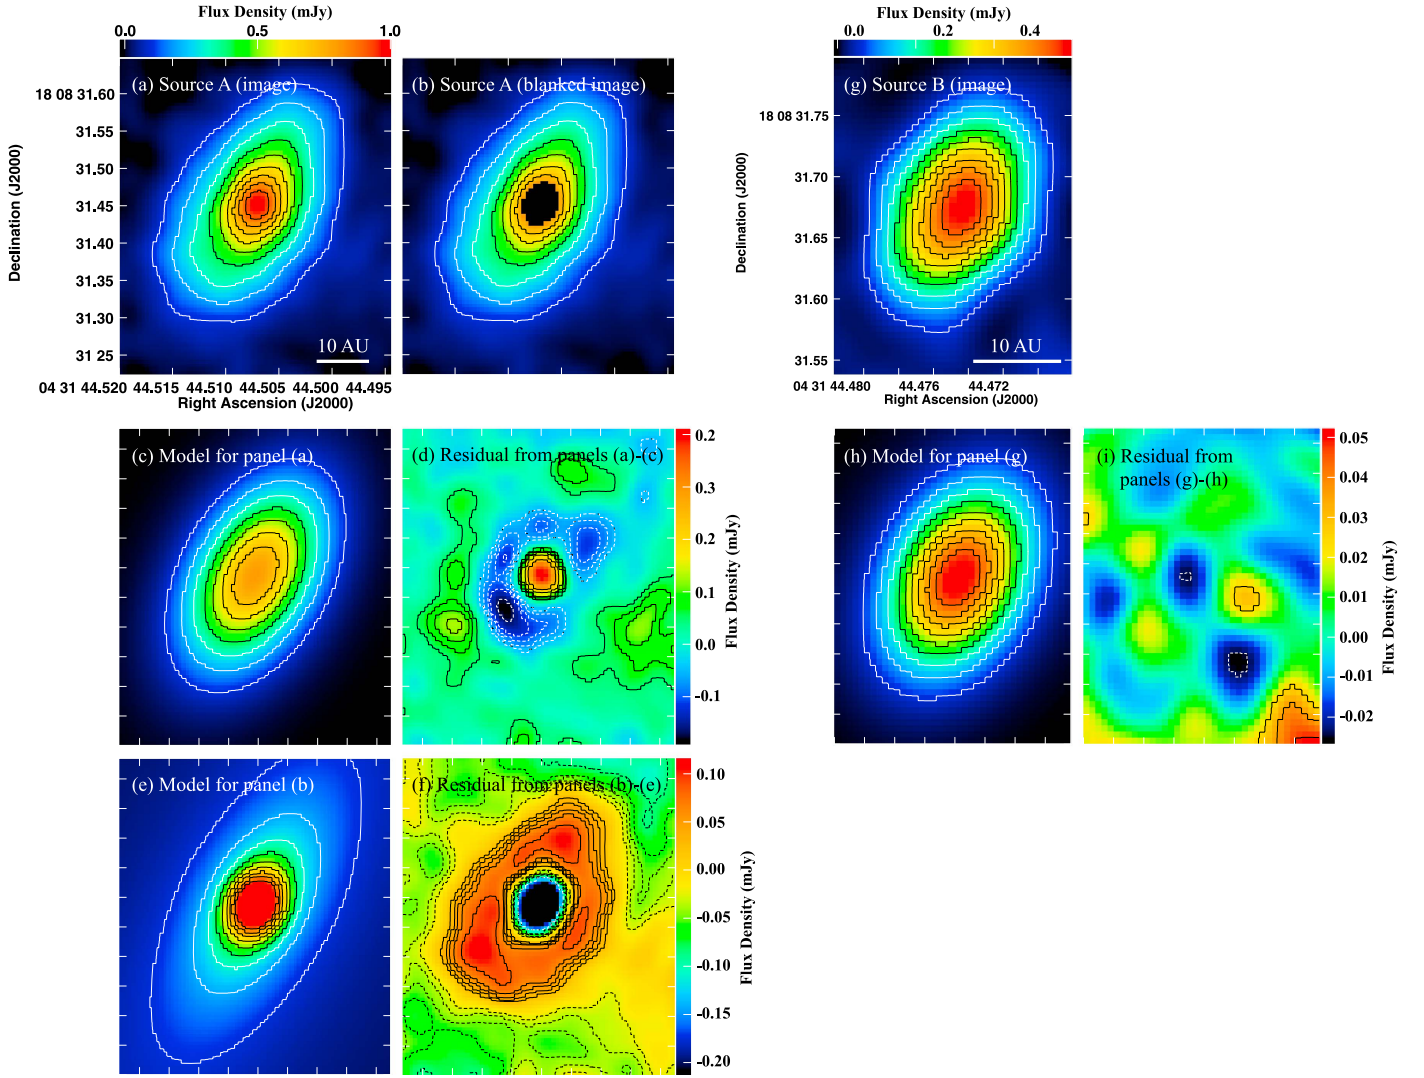 Flux Density (mJy)
0.0 0.5 1.0
(a) Source A (image)
(b) Source A (blanked image)
Declination (J2000)
18 08 31.60
31.55
31.50
31.45
31.40
31.35
31.30
31 25
10 AU
04 31 44.520 44.515 44.510 44.505 44.500 44.495
Right Ascension (J2000)
Flux Density (mJy)
0.0 0.2 0.4
(g) Source B (image)
Declination (J2000)
18 08 31.75
31.70
31.65
31.60
31.55
10 AU
04 31 44.480 44.476 44.472
Right Ascension (J2000)
(c) Model for panel (a)
(d) Residual from panels (a)-(c)
0.2
0.3
0.2
0.1
0.0
-0.1
Flux Density (mJy)
(h) Model for panel (g)
(i) Residual from
panels (g)-(h)
0.05
0.04
0.03
0.02
0.01
0.00
-0.01
-0.02
Flux Density (mJy)
(e) Model for panel (b)
(f) Residual from panels (b)-(e)
0.10
0.05
0.00
-0.05
-0.10
-0.15
-0.20
Flux Density (mJy)